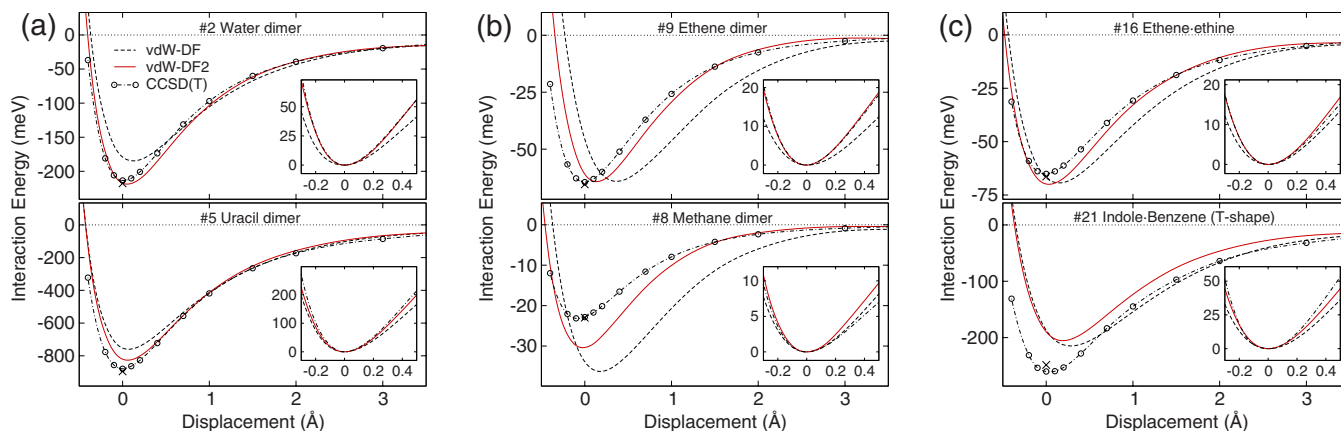 (a)
Interaction Energy (meV)
#2 Water dimer
vdW-DF
vdW-DF2
CCSD(T)
0
-50
-100
-150
-200
50
25
0
-0.2 0 0.2 0.4
#5 Uracil dimer
0
-200
-400
-600
-800
200
100
0
-0.2 0 0.2 0.4
0 1 2 3
Displacement (Å)
(b)
Interaction Energy (meV)
#9 Ethene dimer
0
-25
-50
20
10
0
-0.2 0 0.2 0.4
#8 Methane dimer
0
-10
-20
-30
10
5
0
-0.2 0 0.2 0.4
0 1 2 3
Displacement (Å)
(c)
Interaction Energy (meV)
#16 Ethene·ethine
0
-25
-50
-75
20
10
0
-0.2 0 0.2 0.4
#21 Indole·Benzene (T-shape)
0
-100
-200
50
25
0
-0.2 0 0.2 0.4
0 1 2 3
Displacement (Å)